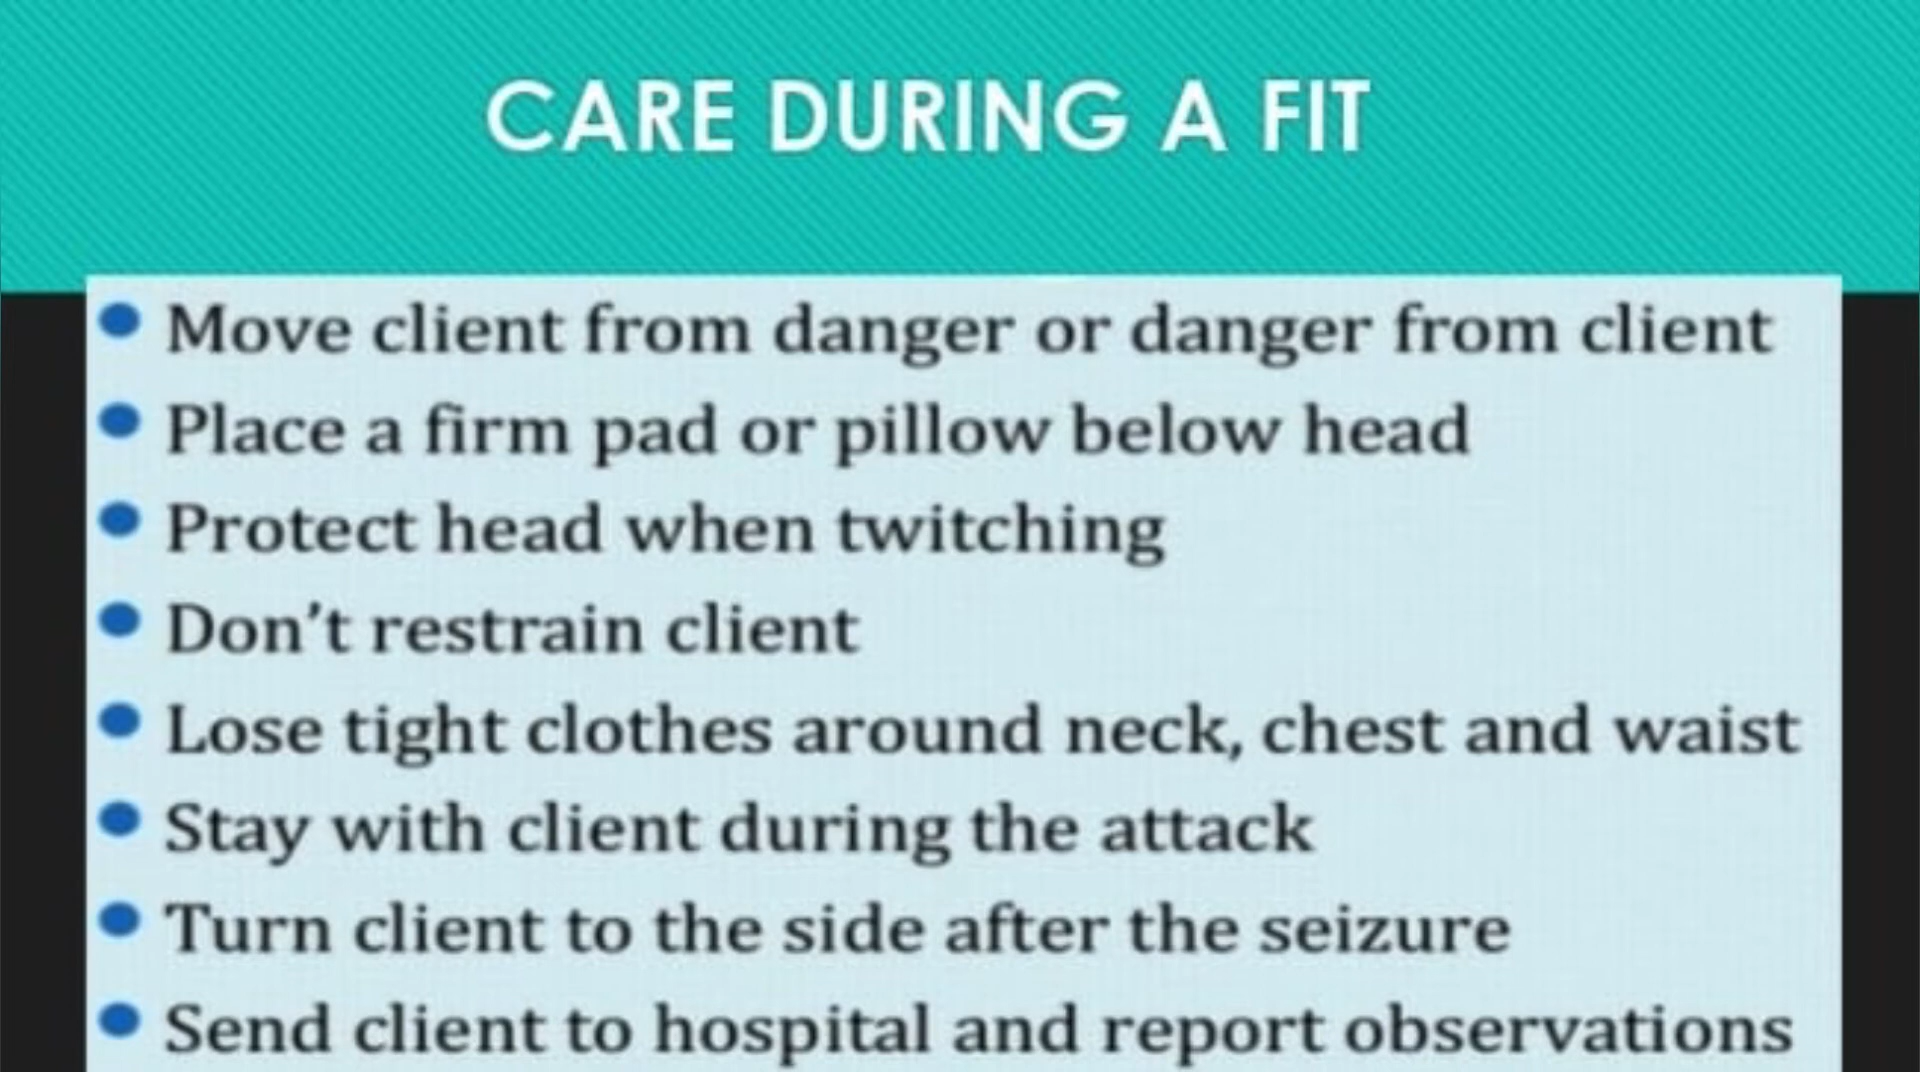 CARE DURING A FIT
• Move client from danger or danger from client
• Place a firm pad or pillow below head
• Protect head when twitching
• Don't restrain client
• Lose tight clothes around neck, chest and waist
• Stay with client during the attack
• Turn client to the side after the seizure
• Send client to hospital and report observations